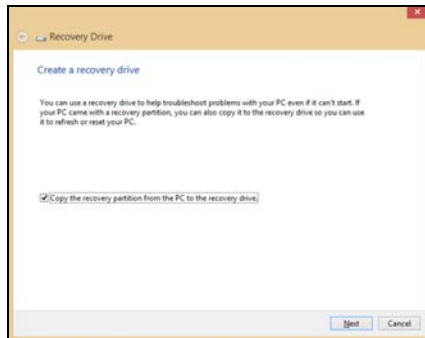 Recovery Drive
Create a recovery drive
You can use a recovery drive to help troubleshoot problems with your PC even if it can't start. If
your PC came with a recovery partition, you can also copy it to the recovery drive so you can use
it to refresh or reset your PC.
Copy the recovery partition from the PC to the recovery drive.
Next Cancel